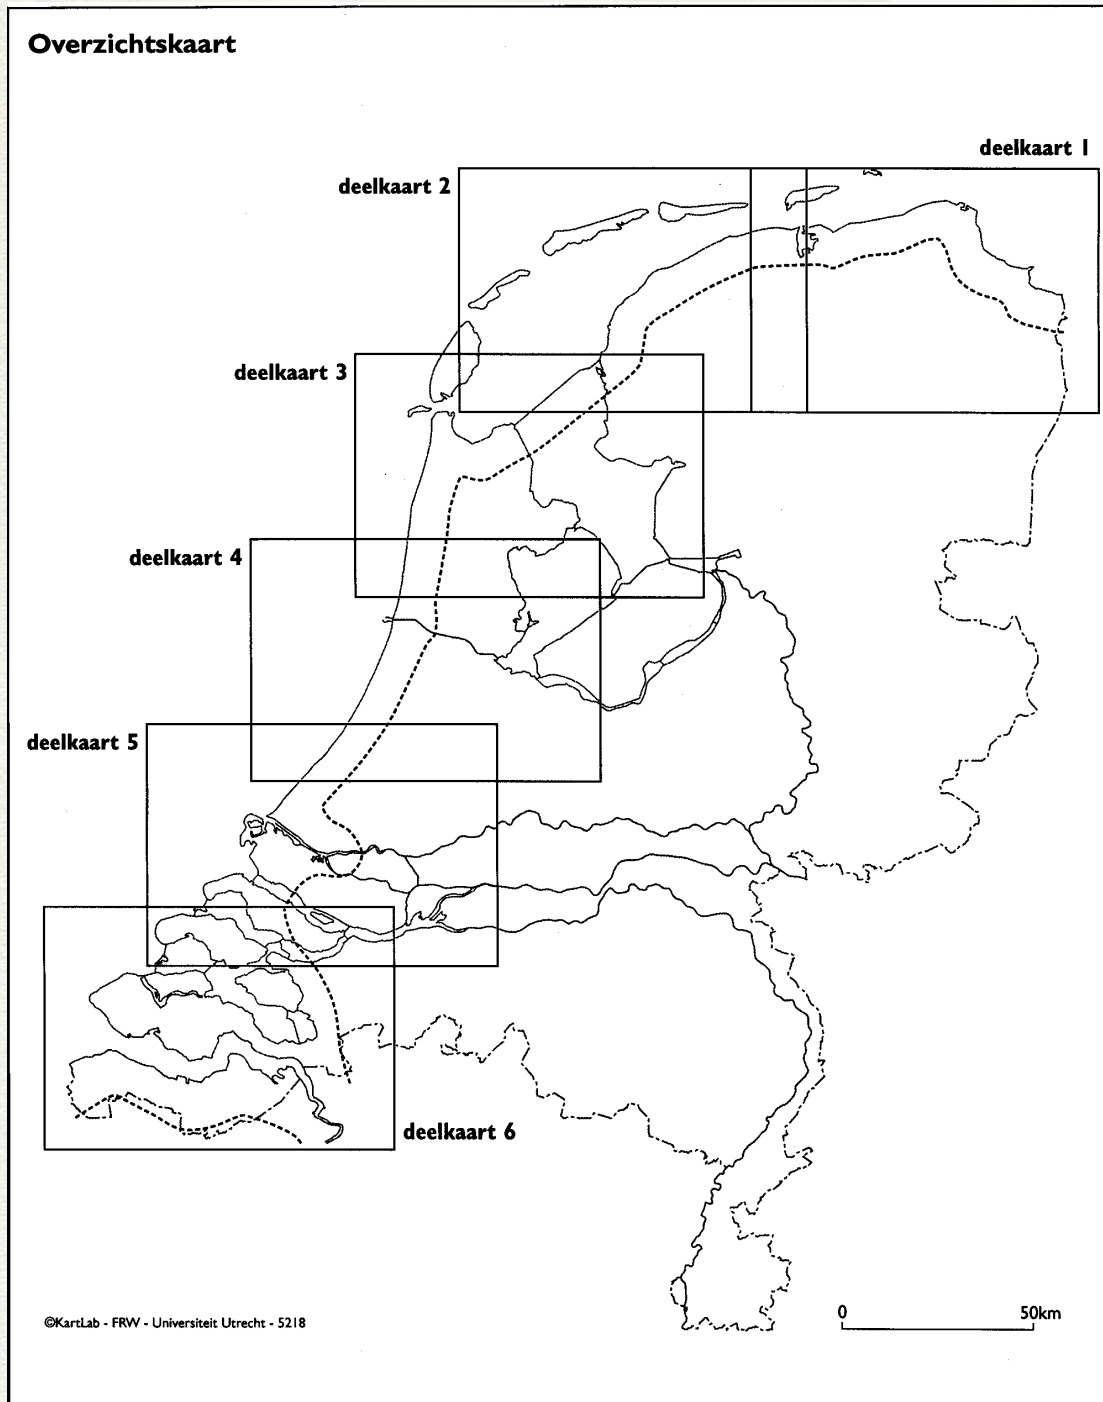 Overzichtskaart
deelkaart 1
deelkaart 2
deelkaart 3
deelkaart 4
deelkaart 5
deelkaart 6
©KartLab - FRW - Universiteit Utrecht - 5218
0 50km